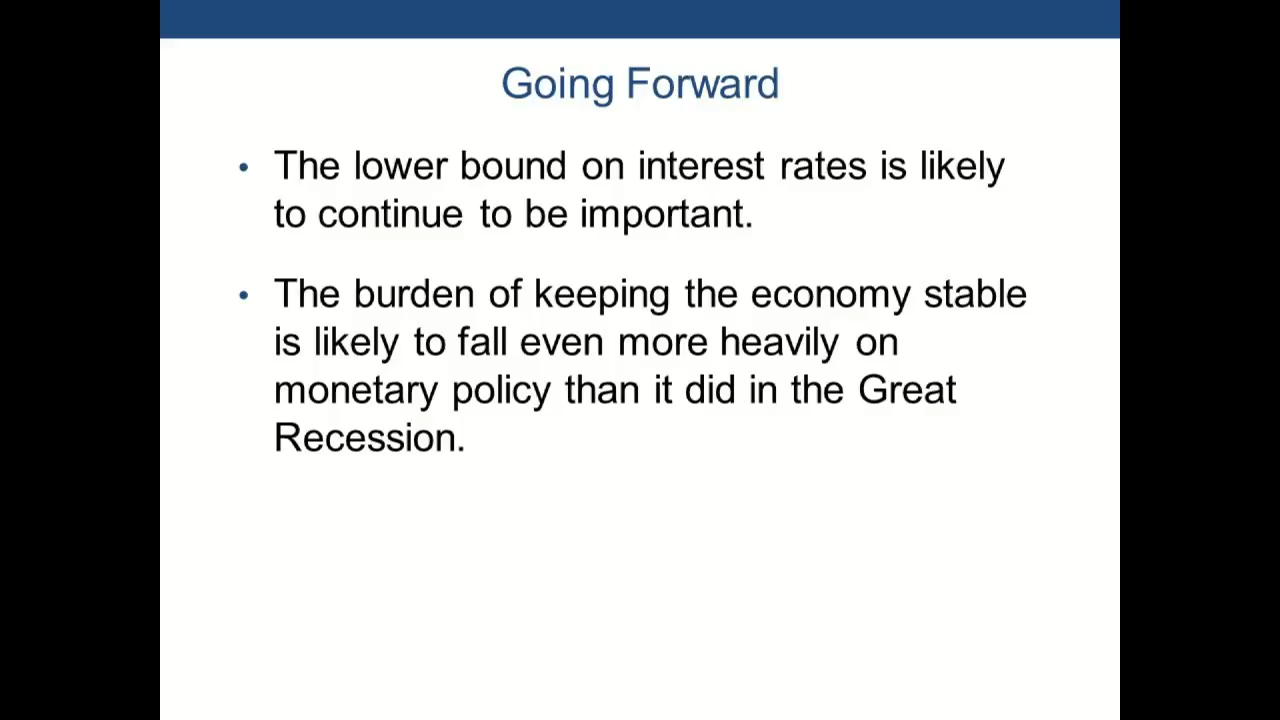 Going Forward
• The lower bound on interest rates is likely
to continue to be important.
• The burden of keeping the economy stable
is likely to fall even more heavily on
monetary policy than it did in the Great
Recession.